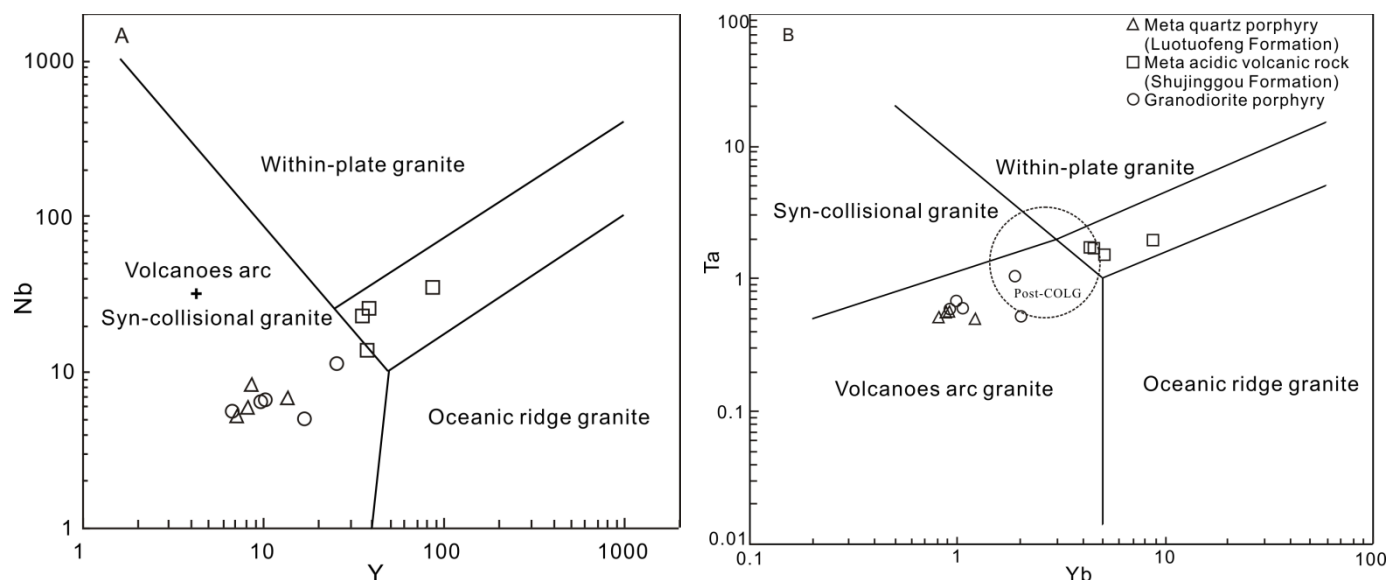 A
1000
100
10
1
Nb
Within-plate granite
Volcanoes arc
+
Syn-collisional granite
Oceanic ridge granite
1
10
100
1000
Y
B
100
10
1
0.1
0.01
Ta
Meta quartz porphyry
(Luotuofeng Formation)
Meta acidic volcanic rock
(Shujinggou Formation)
Granodiorite porphyry
Within-plate granite
Syn-collisional granite
Post-COLG
Volcanoes arc granite
Oceanic ridge granite
0.1
1
10
100
Yb